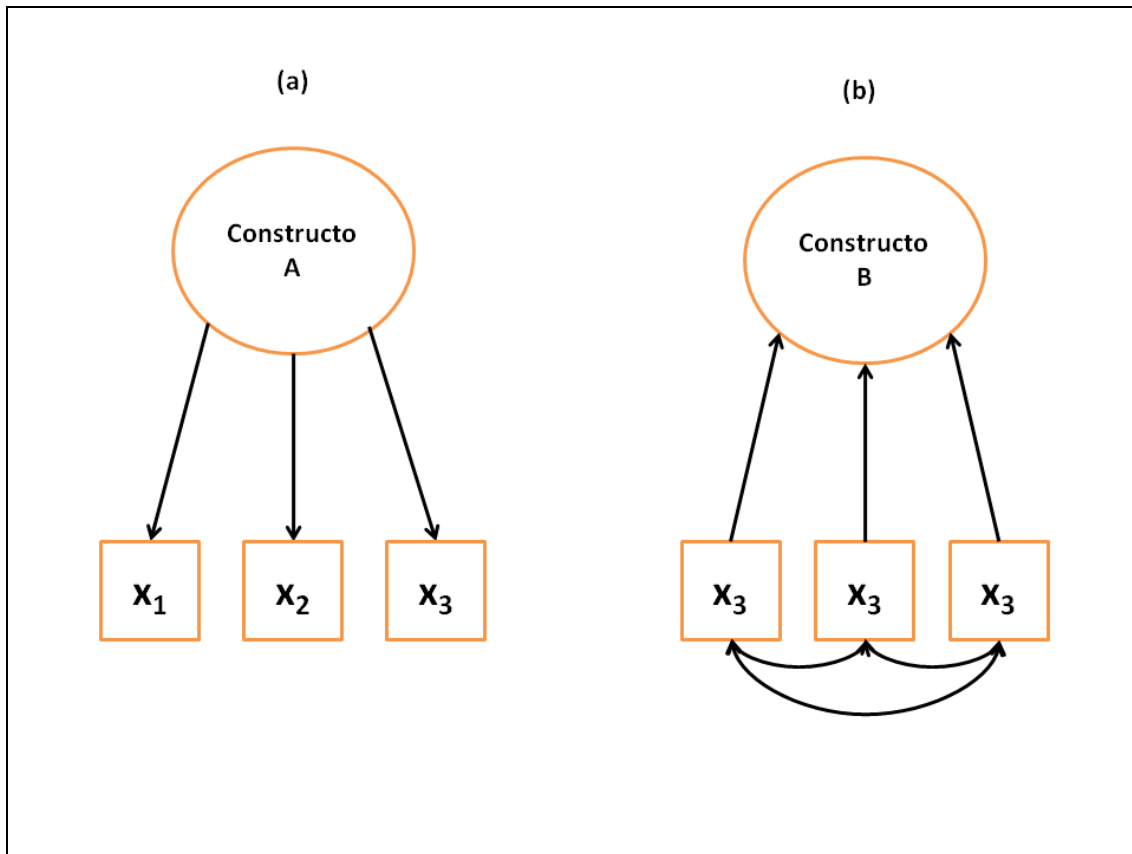 (a)
Constructo
A
x₁
x₂
x₃
(b)
Constructo
B
x₃
x₃
x₃